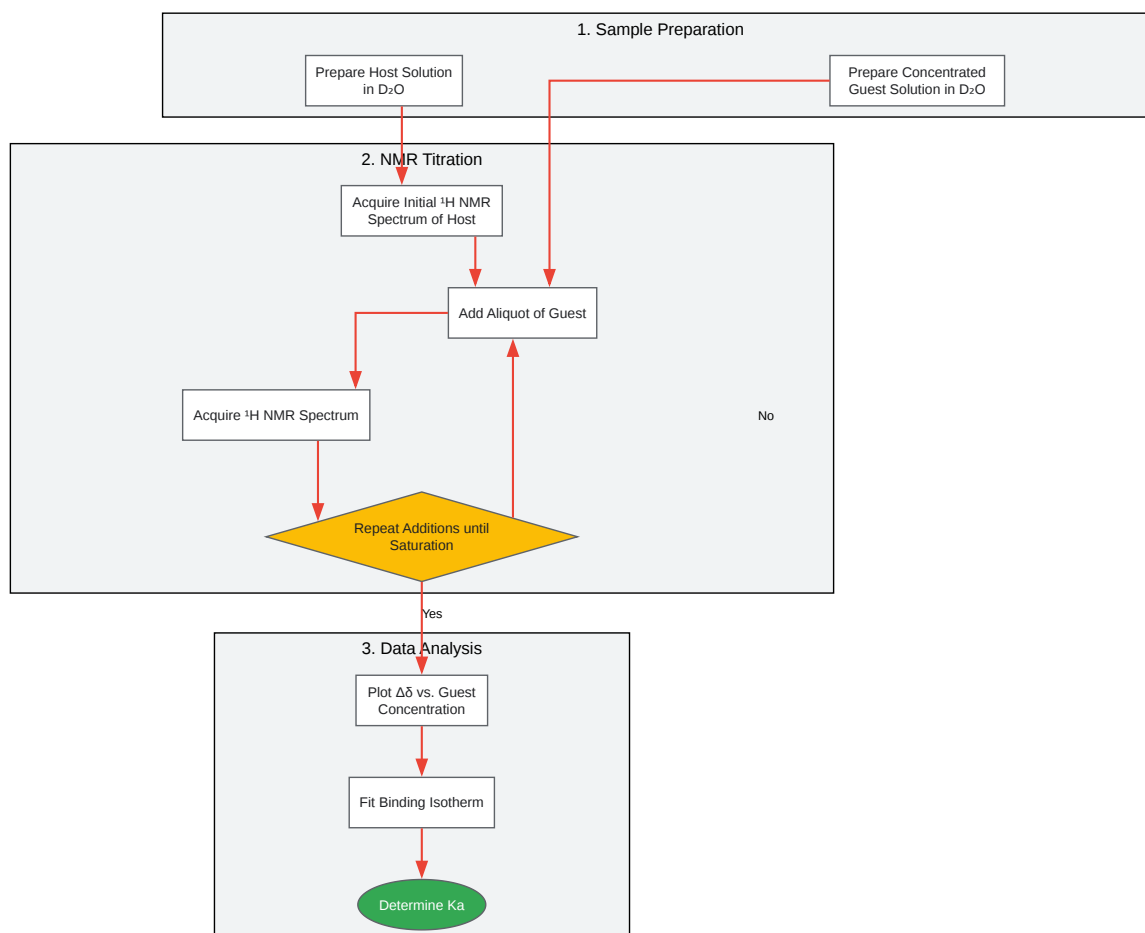 1. Sample Preparation
Prepare Host Solution
in D₂O
Prepare Concentrated
Guest Solution in D₂O
2. NMR Titration
Acquire Initial ¹H NMR
Spectrum of Host
Add Aliquot of Guest
Acquire ¹H NMR Spectrum
No
Repeat Additions until
Saturation
Yes
3. Data Analysis
Plot Δδ vs. Guest
Concentration
Fit Binding Isotherm
Determine Ka